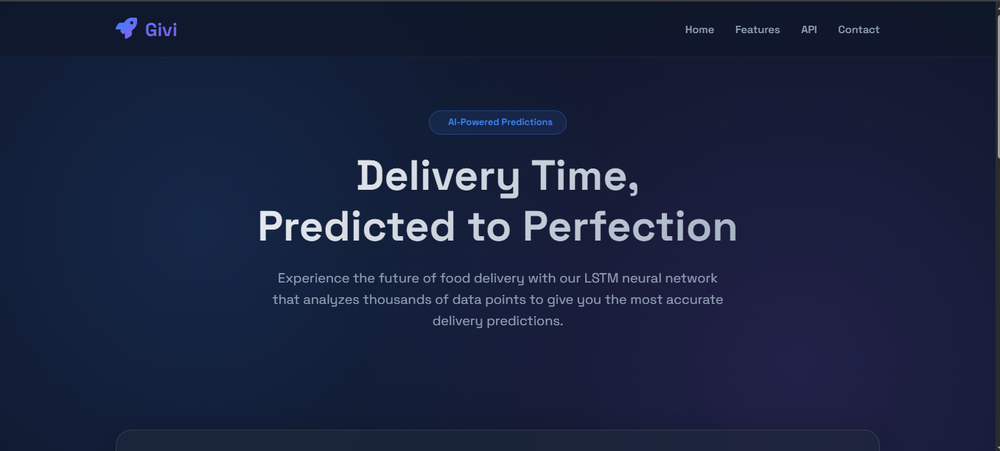 Givi
Home
Features
API
Contact
AI-Powered Predictions
Delivery Time,
Predicted to Perfection
Experience the future of food delivery with our LSTM neural network
that analyzes thousands of data points to give you the most accurate
delivery predictions.